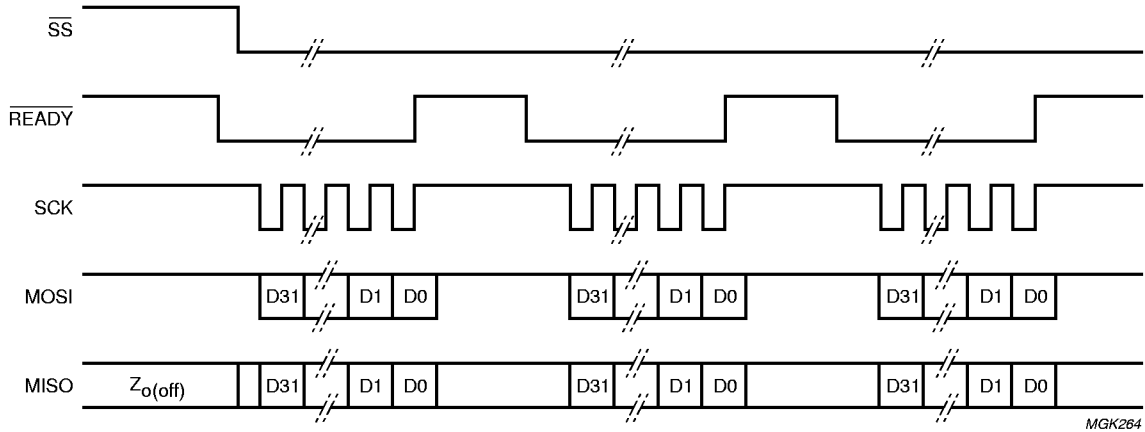 SS
READY
SCK
MOSI D31 D1 D0 D31 D1 D0 D31 D1 D0
MISO Zo(off) D31 D1 D0 D31 D1 D0 D31 D1 D0
MGK264